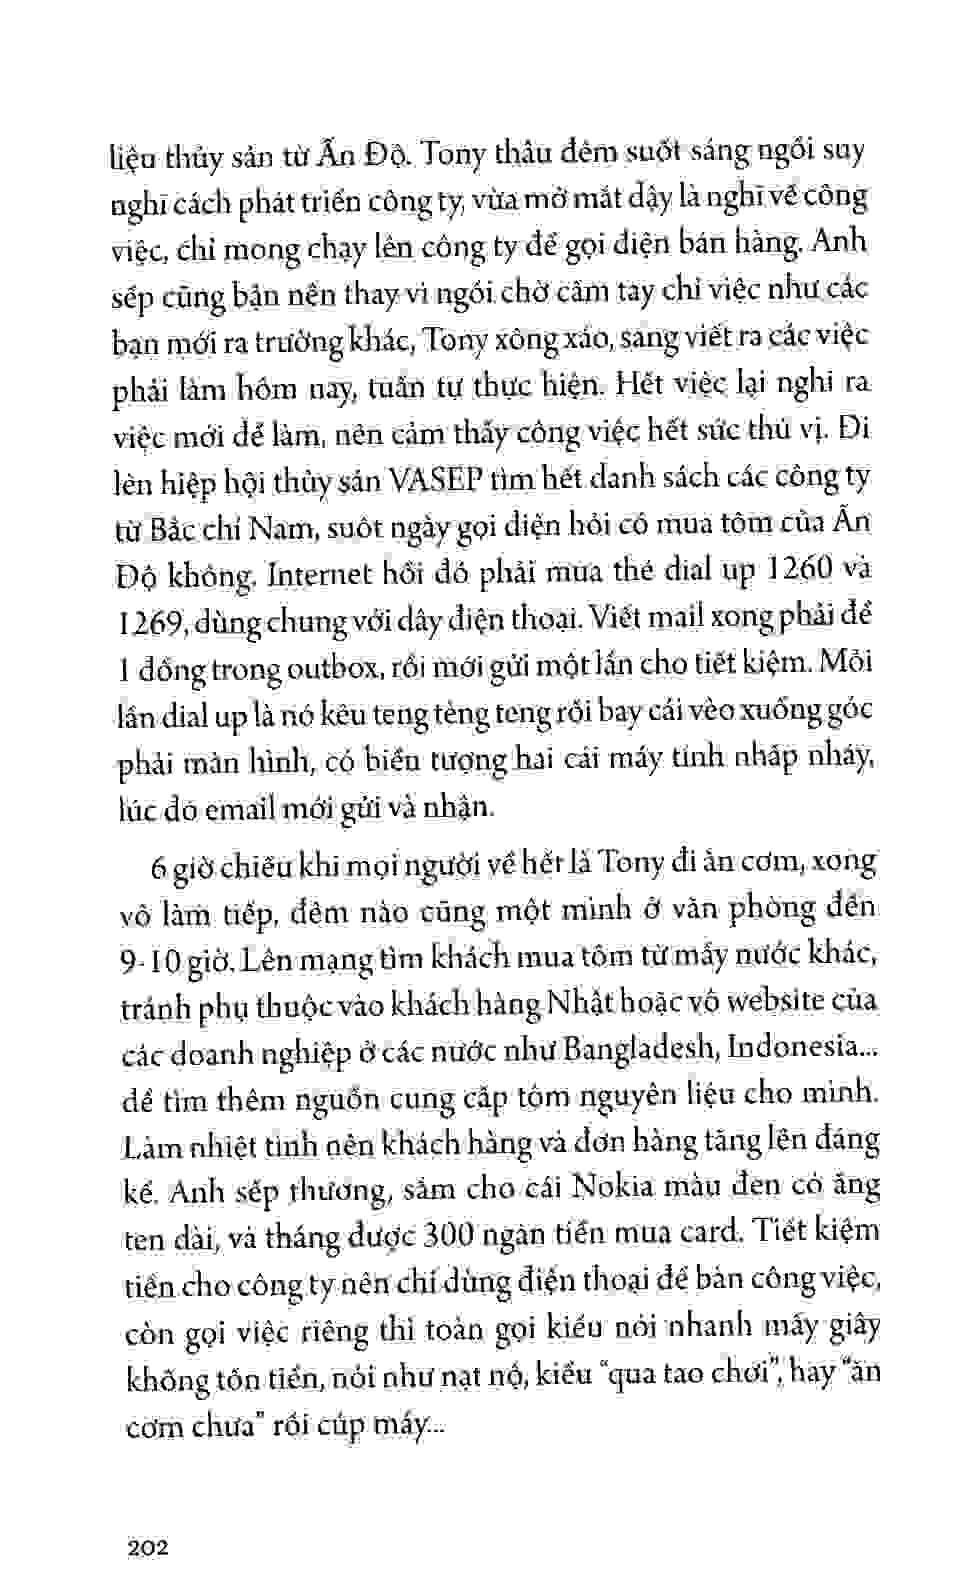 liệu thủy sản từ Ấn Độ. Tony thâu đêm suốt sáng ngồi suy
nghĩ cách phát triển công ty, vừa mở mắt dậy là nghĩ về công
việc, chỉ mong chạy lên công ty để gọi điện bán hàng. Anh
sếp cũng bận nên thay vì ngồi chờ cầm tay chỉ việc như các
bạn mới ra trường khác, Tony xông xáo, sáng viết ra các việc
phải làm hôm nay, tuần tự thực hiện. Hết việc lại nghĩ ra
việc mới để làm, nên cảm thấy công việc hết sức thú vị. Đi
lên hiệp hội thủy sản VASEP tìm hết danh sách các công ty
từ Bắc chí Nam, suốt ngày gọi điện hỏi có mua tôm của Ấn
Độ không. Internet hồi đó phải mua thẻ dial up 1260 và
1269, dùng chung với dây điện thoại. Viết mail xong phải để
1 đống trong outbox, rồi mới gửi một lần cho tiết kiệm. Mỗi
lần dial up là nó kêu teng tèng teng rồi bay cái vèo xuống góc
phải màn hình, có biểu tượng hai cái máy tính nhấp nháy,
lúc đó email mới gửi và nhận.
6 giờ chiều khi mọi người về hết là Tony đi ăn cơm, xong
vô làm tiếp, đêm nào cũng một mình ở văn phòng đến
9-10 giờ. Lên mạng tìm khách mua tôm từ mấy nước khác,
tránh phụ thuộc vào khách hàng Nhật hoặc vô website của
các doanh nghiệp ở các nước như Bangladesh, Indonesia...
để tìm thêm nguồn cung cấp tôm nguyên liệu cho mình.
Làm nhiệt tình nên khách hàng và đơn hàng tăng lên đáng
kể. Anh sếp thương, sắm cho cái Nokia màu đen có ăng
ten dài, và tháng được 300 ngàn tiền mua card. Tiết kiệm
tiền cho công ty nên chỉ dùng điện thoại để bàn công việc,
còn gọi việc riêng thì toàn gọi kiểu nói nhanh mấy giây
không tốn tiền, nói như nạt nộ, kiểu "qua tao chơi", hay "ăn
cơm chưa" rồi cúp máy...
202